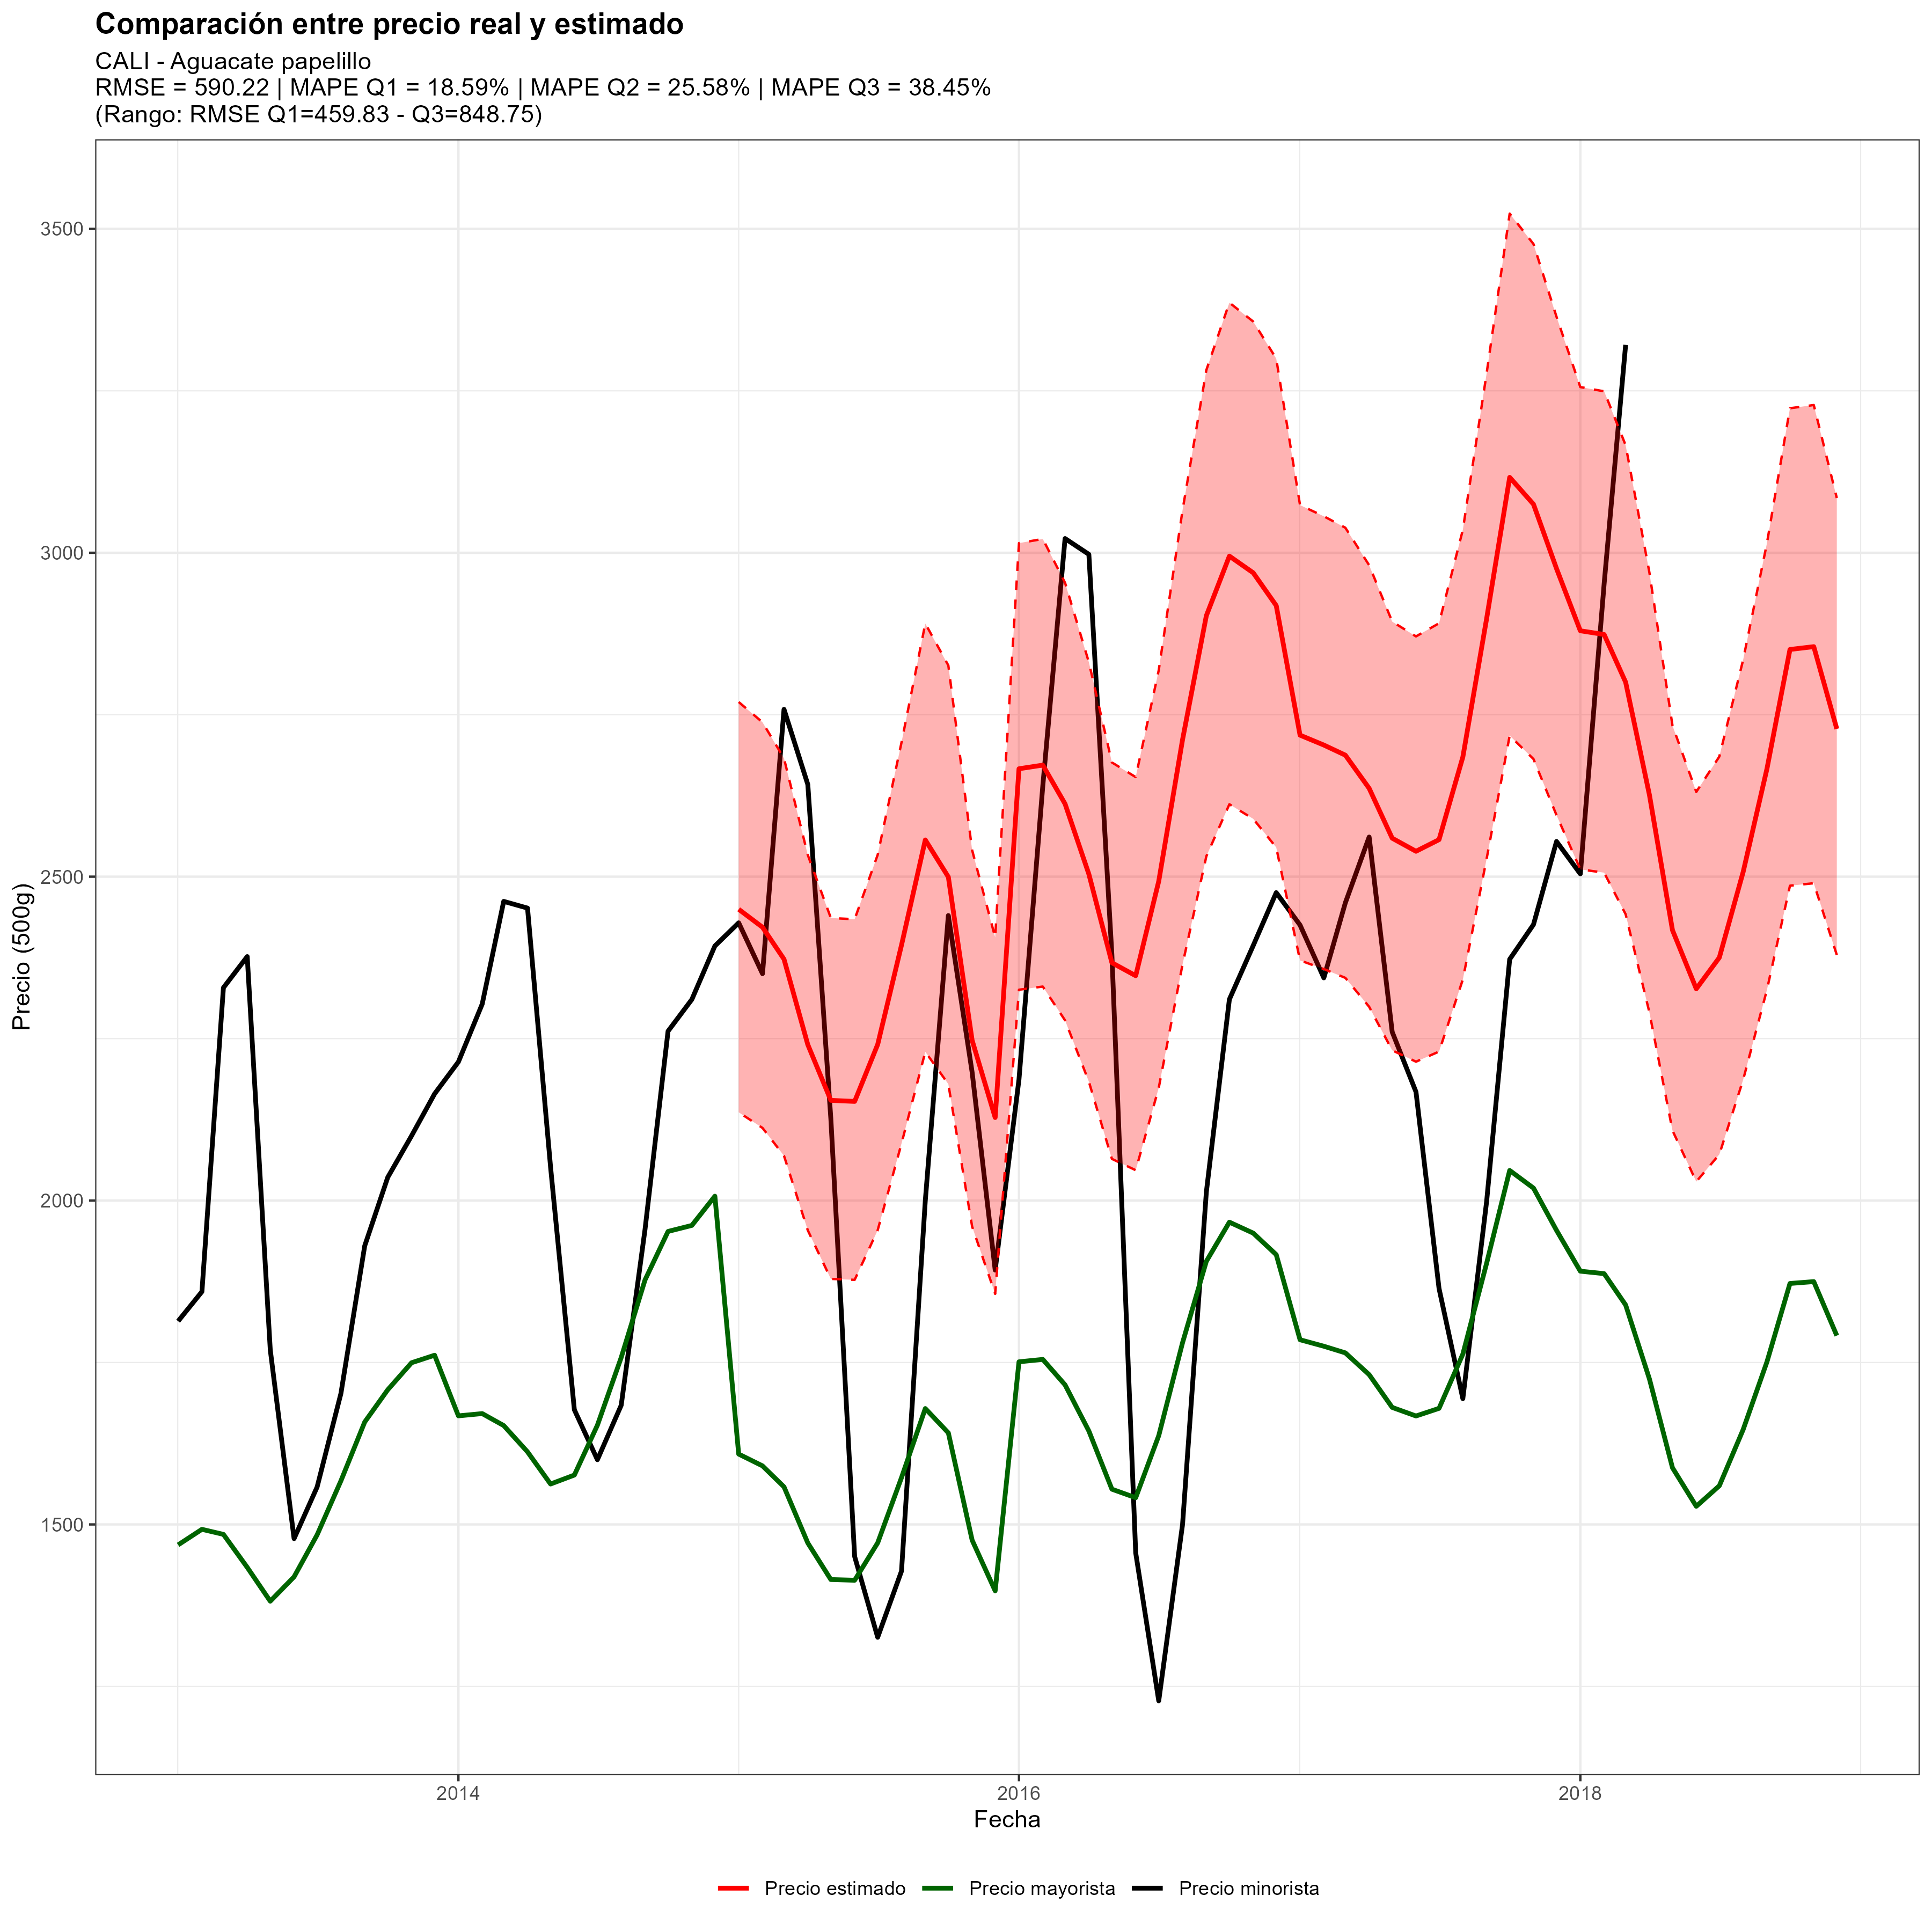 Comparación entre precio real y estimado
CALI - Aguacate papelillo
RMSE = 590.22 | MAPE Q1 = 18.59% | MAPE Q2 = 25.58% | MAPE Q3 = 38.45%
(Rango: RMSE Q1=459.83 - Q3=848.75)
Precio (500g)
3500
3000
2500
2000
1500
2014
2016
2018
Fecha
Precio estimado
Precio mayorista
Precio minorista